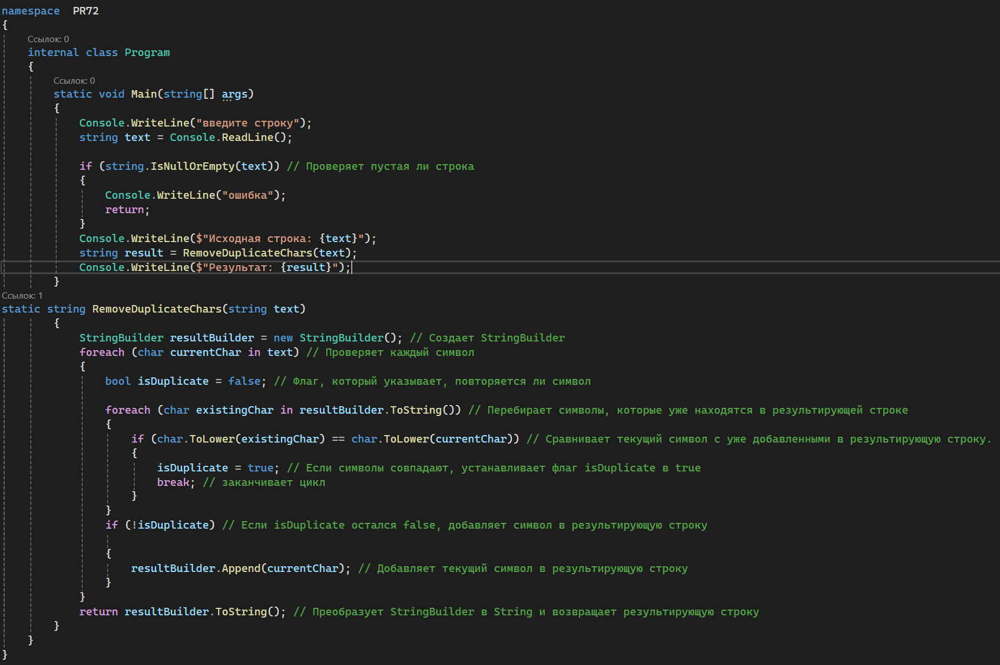 namespace  PR72
{
Ссылок: 0
internal class Program
{
Ссылок: 0
static void Main(string[] args)
{
Console.WriteLine("введите строку");
string text = Console.ReadLine();
if (string.IsNullOrEmpty(text)) // Проверяет пустая ли строка
{
Console.WriteLine("ошибка");
return;
}
Console.WriteLine($"Исходная строка: {text}");
string result = RemoveDuplicateChars(text);
Console.WriteLine($"Результат: {result}");
}
Ссылок: 1
static string RemoveDuplicateChars(string text)
{
StringBuilder resultBuilder = new StringBuilder(); // Создает StringBuilder
foreach (char currentChar in text) // Проверяет каждый символ
{
bool isDuplicate = false; // Флаг, который указывает, повторяется ли символ
foreach (char existingChar in resultBuilder.ToString()) // Перебирает символы, которые уже находятся в результирующей строке
{
if (char.ToLower(existingChar) == char.ToLower(currentChar)) // Сравнивает текущий символ с уже добавленными в результирующую строку.
{
isDuplicate = true; // Если символы совпадают, устанавливает флаг isDuplicate в true
break; // заканчивает цикл
}
}
if (!isDuplicate) // Если isDuplicate остался false, добавляет символ в результирующую строку
{
resultBuilder.Append(currentChar); // Добавляет текущий символ в результирующую строку
}
}
return resultBuilder.ToString(); // Преобразует StringBuilder в String и возвращает результирующую строку
}
}
}